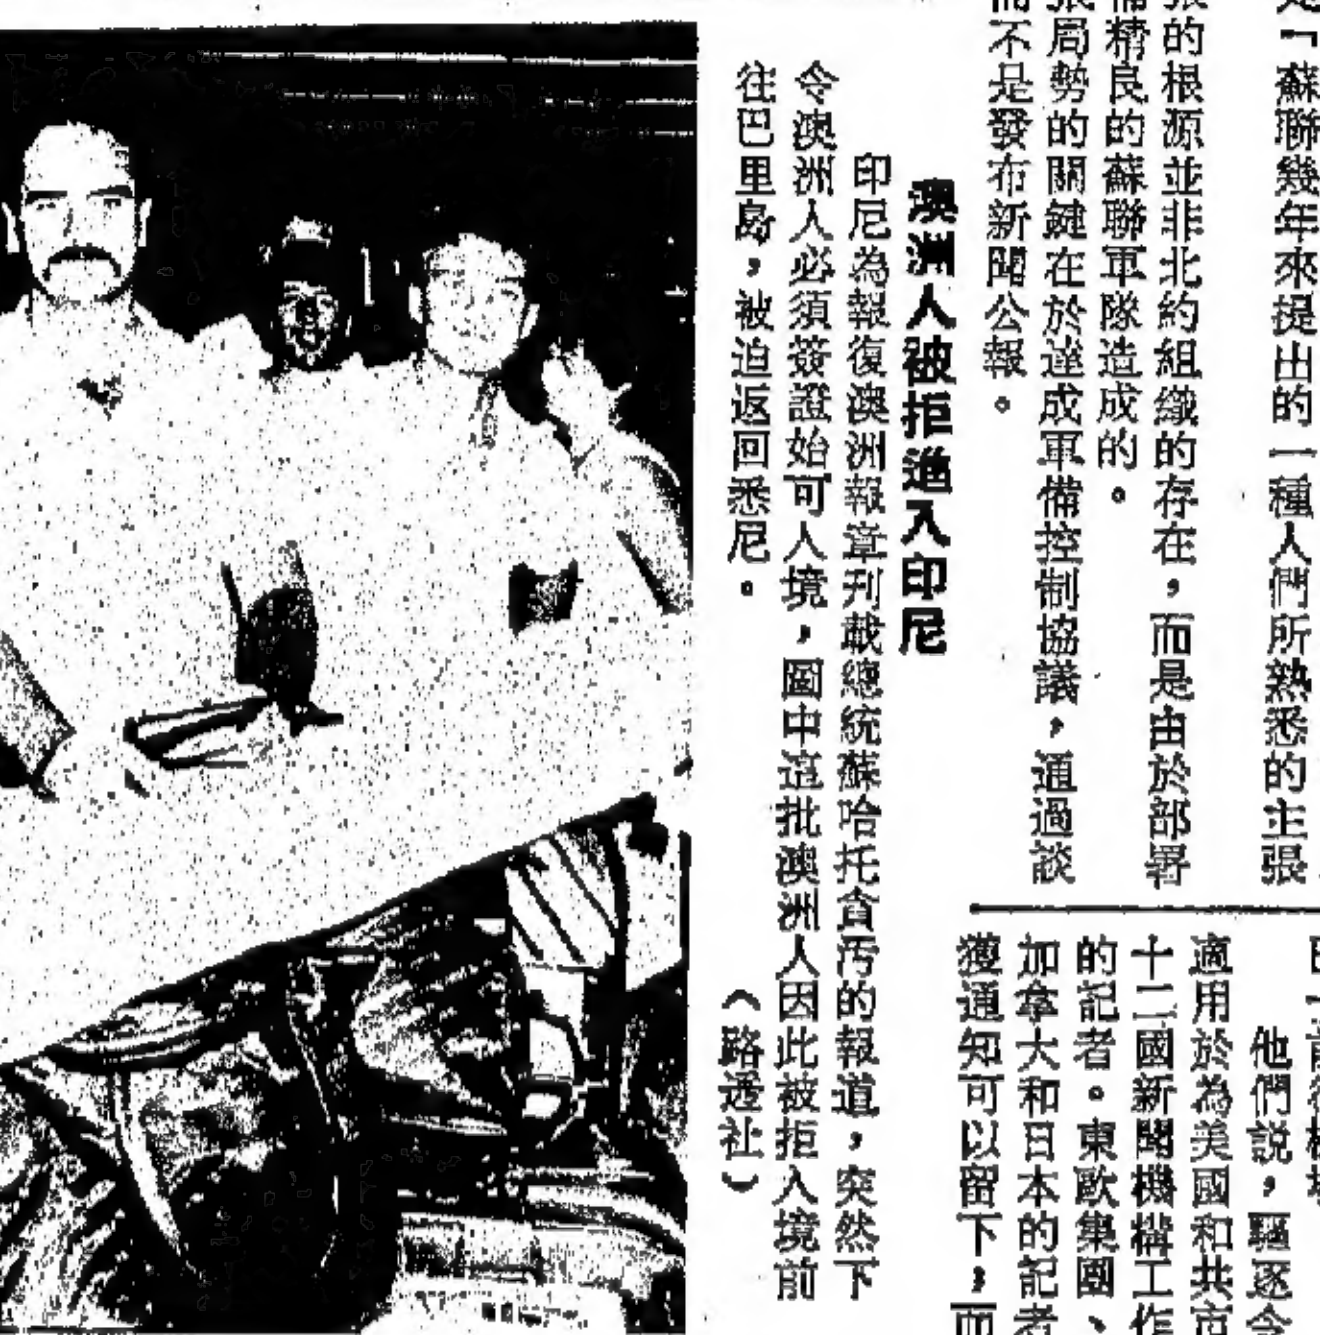 是「蘇聯幾年來提出的一種人們所熟悉的主張
張的根源並非北約組織的存在，而是由於部署
備精良的蘇聯軍隊造成的。
張局勢的關鍵在於達成軍備控制協議，通過談
而不是發布新聞公報。
澳洲人被拒進入印尼
印尼為報復澳洲報章刊載總統蘇哈托貪污的報道，突然下
令澳洲人必須簽證始可入境，圖中這批澳洲人因此被拒入境前
往巴里島，被迫返回悉尼。
（路透社）
他們說，驅逐令
適用於為美國和共市
十二國新聞機構工作
的記者。東歐集團、
加拿大和日本的記者
獲通知可以留下，而